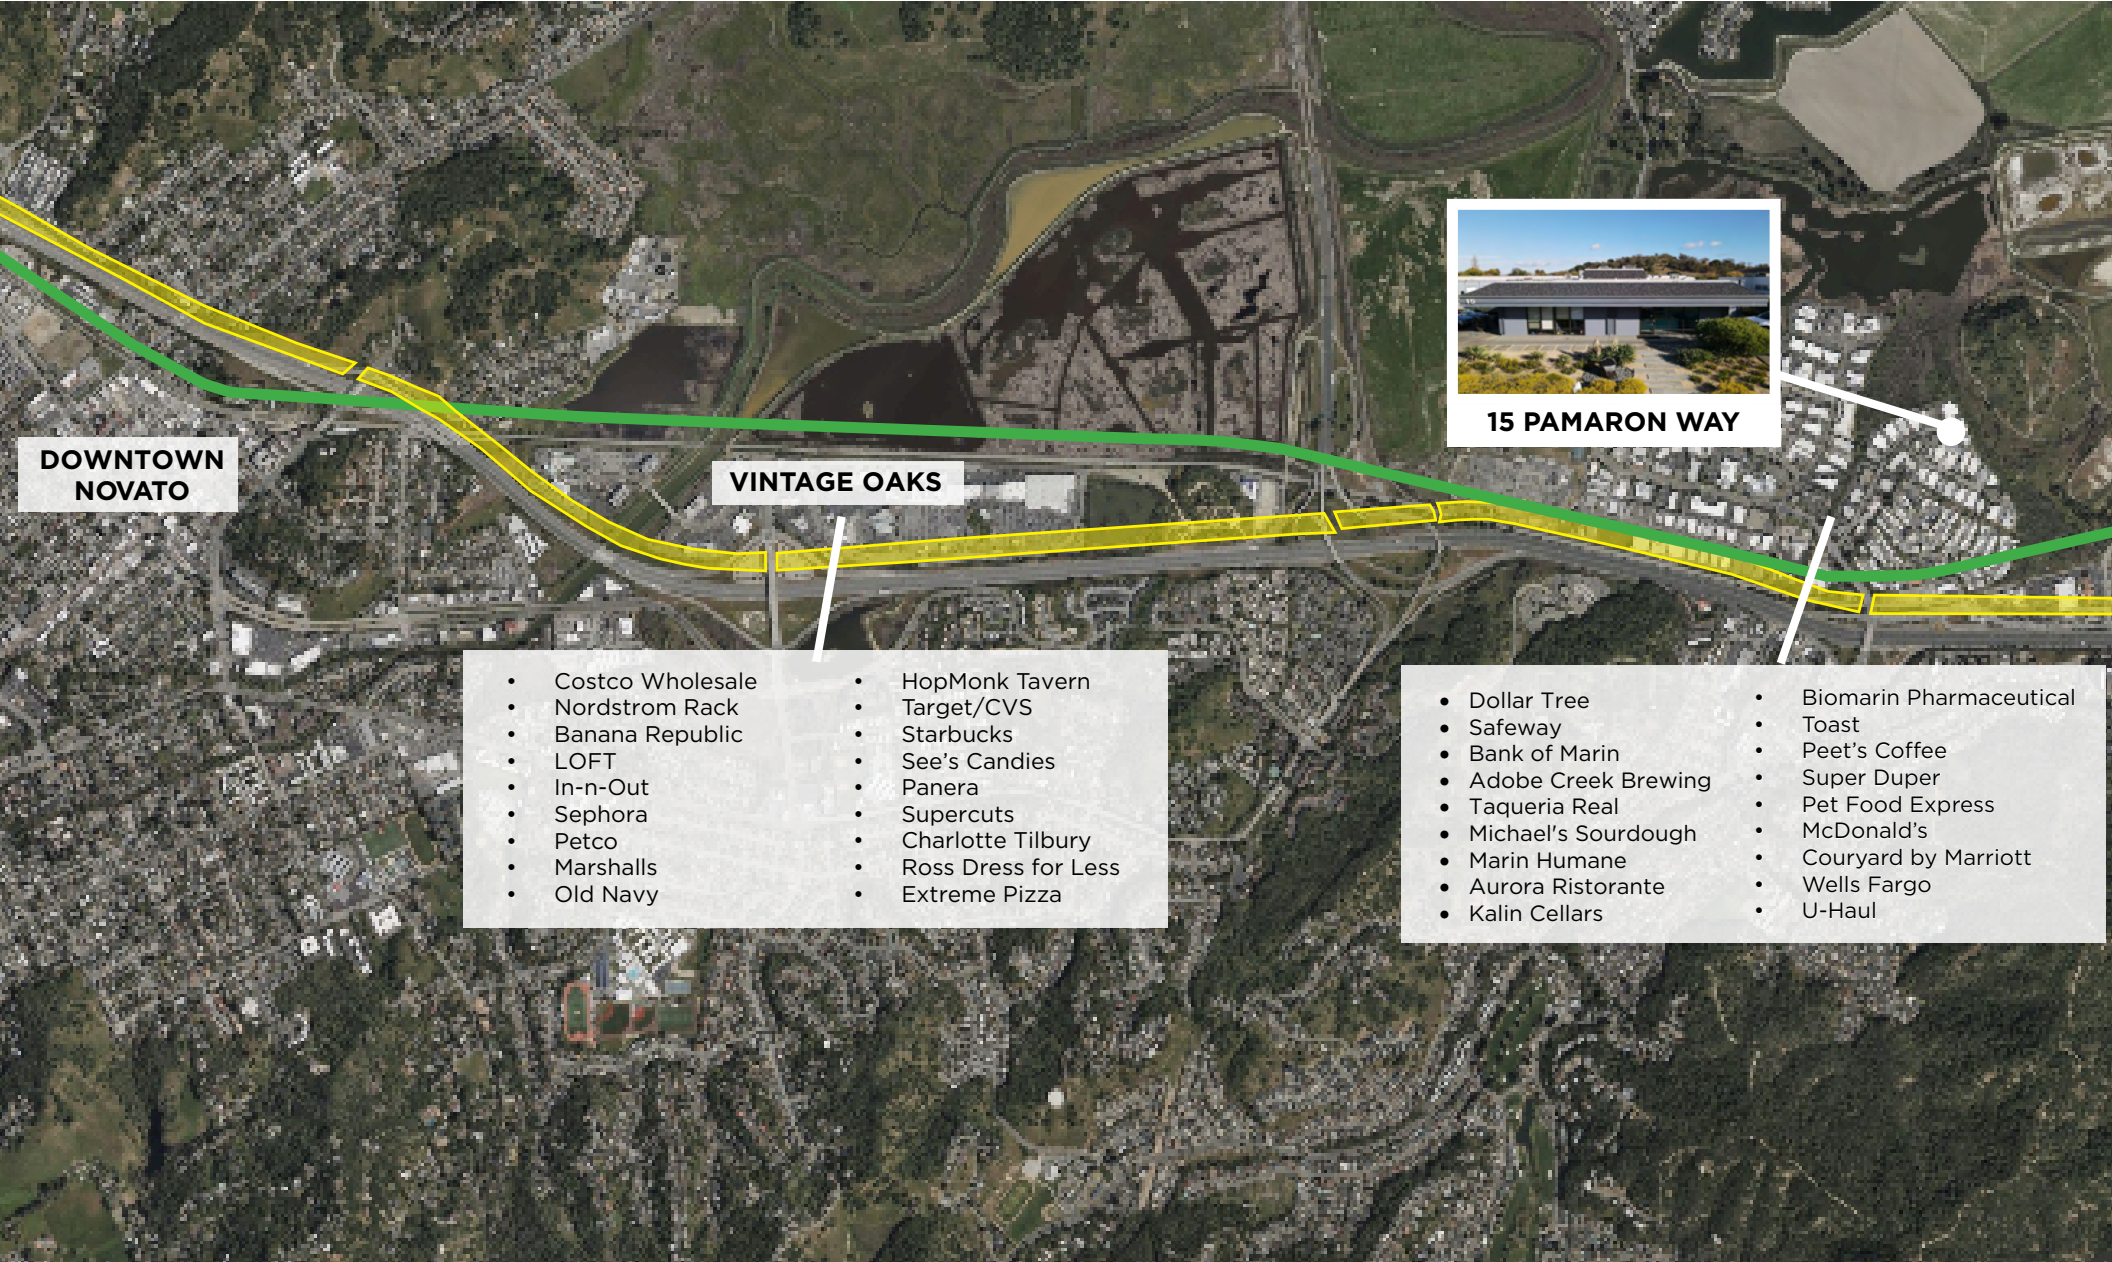 15 PAMARON WAY
DOWNTOWN
NOVATO
VINTAGE OAKS
• Costco Wholesale
• Nordstrom Rack
• Banana Republic
• LOFT
• In-n-Out
• Sephora
• Petco
• Marshalls
• Old Navy
• HopMonk Tavern
• Target/CVS
• Starbucks
• See’s Candies
• Panera
• Supercuts
• Charlotte Tilbury
• Ross Dress for Less
• Extreme Pizza
• Dollar Tree
• Safeway
• Bank of Marin
• Adobe Creek Brewing
• Taqueria Real
• Michael's Sourdough
• Marin Humane
• Aurora Ristorante
• Kalin Cellars
• Biomarin Pharmaceutical
• Toast
• Peet’s Coffee
• Super Duper
• Pet Food Express
• McDonald’s
• Couryard by Marriott
• Wells Fargo
• U-Haul